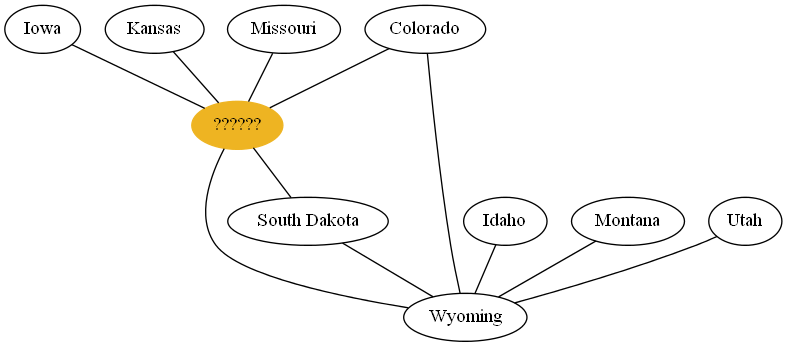 Iowa
Kansas
Missouri
Colorado
??????
South Dakota
Idaho
Montana
Utah
Wyoming